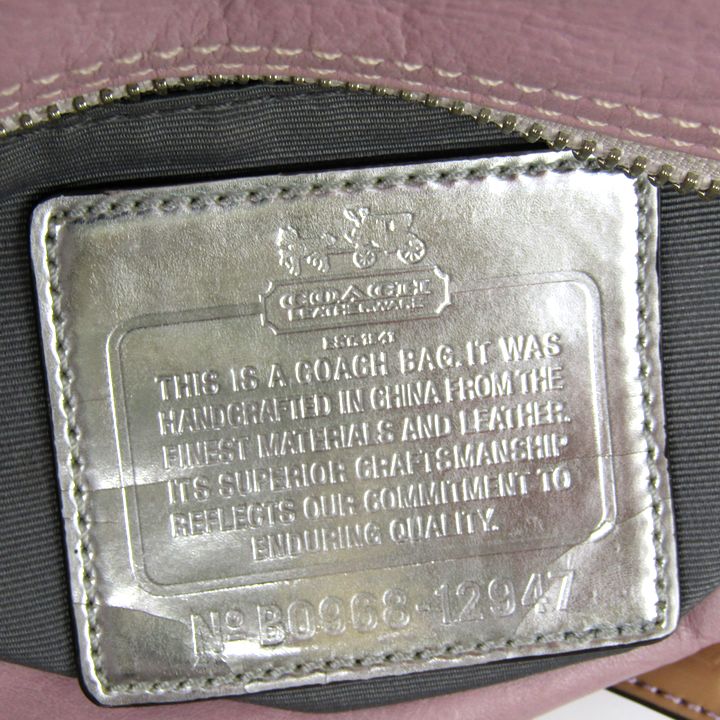 COACH
LEATHERWARE
EST. 1941
THIS IS A COACH BAG. IT WAS
HANDCRAFTED IN CHINA FROM THE
FINEST MATERIALS AND LEATHER.
ITS SUPERIOR CRAFTSMANSHIP
REFLECTS OUR COMMITMENT TO
ENDURING QUALITY.
Nº B0968-12947